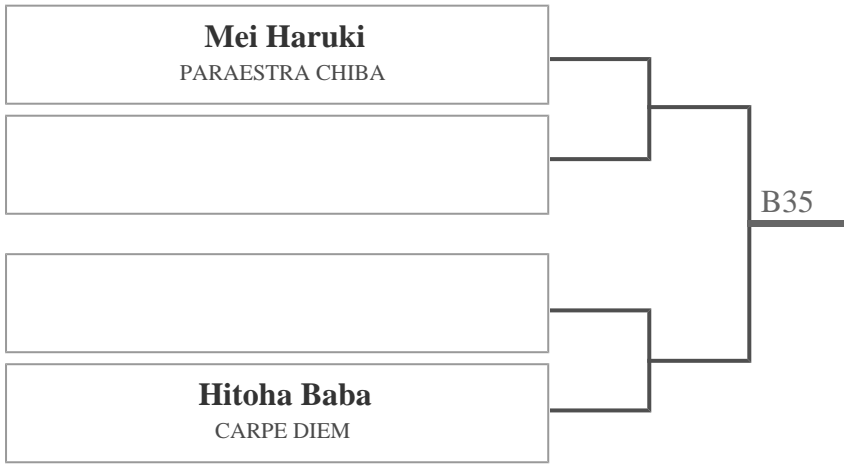 Mei Haruki
PARAESTRA CHIBA
B35
Hitoha Baba
CARPE DIEM